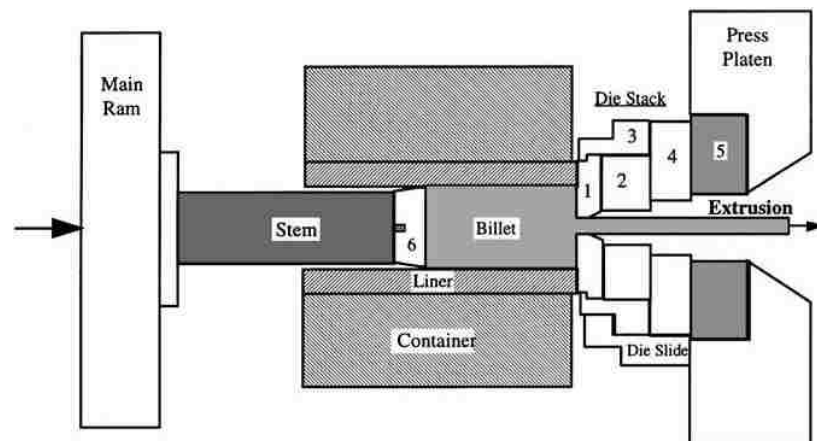 Press
Platen
Main
Ram
Die Stack
3
4
5
1
2
Extrusion
Stem
6
Billet
Liner
Container
Die Slide